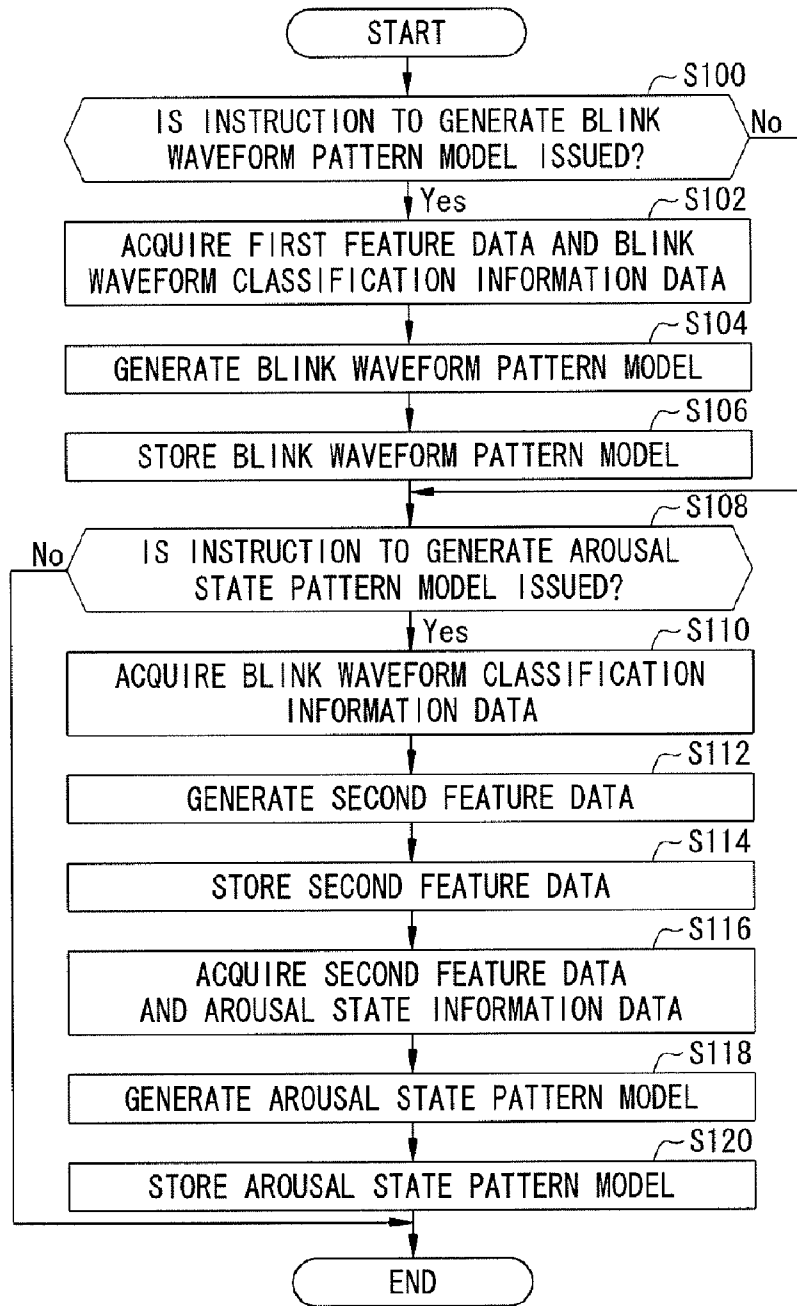 START
S100
IS INSTRUCTION TO GENERATE BLINK
WAVEFORM PATTERN MODEL ISSUED?
No
Yes
S102
ACQUIRE FIRST FEATURE DATA AND BLINK
WAVEFORM CLASSIFICATION INFORMATION DATA
S104
GENERATE BLINK WAVEFORM PATTERN MODEL
S106
STORE BLINK WAVEFORM PATTERN MODEL
S108
No
IS INSTRUCTION TO GENERATE AROUSAL
STATE PATTERN MODEL ISSUED?
Yes
S110
ACQUIRE BLINK WAVEFORM CLASSIFICATION
INFORMATION DATA
S112
GENERATE SECOND FEATURE DATA
S114
STORE SECOND FEATURE DATA
S116
ACQUIRE SECOND FEATURE DATA
AND AROUSAL STATE INFORMATION DATA
S118
GENERATE AROUSAL STATE PATTERN MODEL
S120
STORE AROUSAL STATE PATTERN MODEL
END